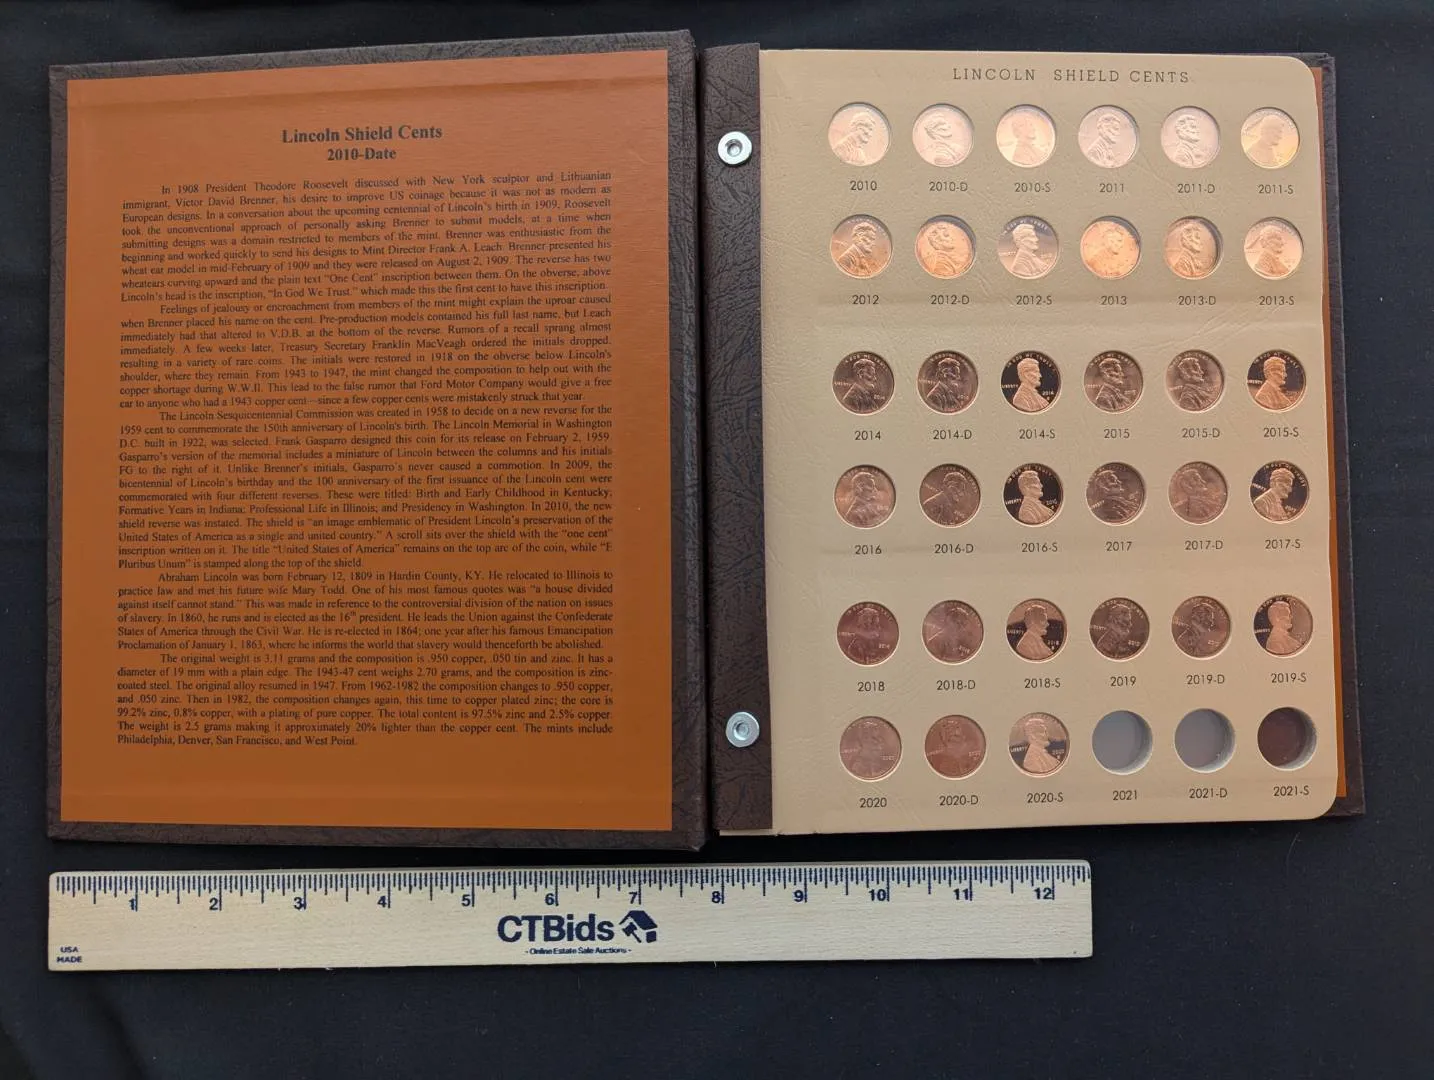 Lincoln Shield Cents
2010-Date
In 1908 President Theodore Roosevelt discussed with New York sculptor and Lithuanian
immigrant, Victor David Brenner, his desire to improve US coinage because it was not as modern as
European designs. In a conversation about the upcoming centennial of Lincoln's birth in 1909, Roosevelt
took the unconventional approach of personally asking Brenner to submit models, at a time when
submitting designs was a domain restricted to members of the mint. Brenner was enthusiastic from the
beginning and worked quickly to send his designs to Mint Director Frank A. Leach. Brenner presented his
wheat ear model in mid-February of 1909 and they were released on August 2, 1909. The reverse has two
wheatears curving upward and the plain text "One Cent" inscription between them. On the obverse, above
Lincoln's head is the inscription, "In God We Trust." which made this the first cent to have this inscription.
Feelings of jealousy or encroachment from members of the mint might explain the uproar caused
when Brenner placed his name on the cent. Pre-production models contained his full last name, but Leach
immediately had that altered to V.D.B. at the bottom of the reverse. Rumors of a recall sprang almost
immediately. A few weeks later, Treasury Secretary Franklin MacVeagh ordered the initials dropped,
resulting in a variety of rare coins. The initials were restored in 1918 on the obverse below Lincoln's
shoulder, where they remain. From 1943 to 1947, the mint changed the composition to help out with the
copper shortage during W.W.II. This lead to the false rumor that Ford Motor Company would give a free
car to anyone who had a 1943 copper cent—since a few copper cents were mistakenly struck that year.
The Lincoln Sesquicentennial Commission was created in 1958 to decide on a new reverse for the
1959 cent to commemorate the 150th anniversary of Lincoln's birth. The Lincoln Memorial in Washington
D.C. built in 1922, was selected. Frank Gasparro designed this coin for its release on February 2, 1959.
Gasparro's version of the memorial includes a miniature of Lincoln between the columns and his initials
FG to the right of it. Unlike Brenner's initials, Gasparro's never caused a commotion. In 2009, the
bicentennial of Lincoln's birthday and the 100 anniversary of the first issuance of the Lincoln cent were
commemorated with four different reverses. These were titled: Birth and Early Childhood in Kentucky;
Formative Years in Indiana; Professional Life in Illinois; and Presidency in Washington. In 2010, the new
shield reverse was instated. The shield is "an image emblematic of President Lincoln's preservation of the
United States of America as a single and united country." A scroll sits over the shield with the "one cent"
inscription written on it. The title "United States of America" remains on the top arc of the coin, while "E
Pluribus Unum" is stamped along the top of the shield.
Abraham Lincoln was born February 12, 1809 in Hardin County, KY. He relocated to Illinois to
practice law and met his future wife Mary Todd. One of his most famous quotes was "a house divided
against itself cannot stand." This was made in reference to the controversial division of the nation on issues
of slavery. In 1860, he runs and is elected as the 16th president. He leads the Union against the Confederate
States of America through the Civil War. He is re-elected in 1864; one year after his famous Emancipation
Proclamation of January 1, 1863, where he informs the world that slavery would thenceforth be abolished.
The original weight is 3.11 grams and the composition is .950 copper, .050 tin and zinc. It has a
diameter of 19 mm with a plain edge. The 1943-47 cent weighs 2.70 grams, and the composition is zinc-
coated steel. The original alloy resumed in 1947. From 1962-1982 the composition changes to .950 copper,
and .050 zinc. Then in 1982, the composition changes again, this time to copper plated zinc; the core is
99.2% zinc, 0.8% copper, with a plating of pure copper. The total content is 97.5% zinc and 2.5% copper.
The weight is 2.5 grams making it approximately 20% lighter than the copper cent. The mints include
Philadelphia, Denver, San Francisco, and West Point.
LINCOLN SHIELD CENTS
2010 2010-D 2010-S 2011 2011-D 2011-S
2012 2012-D 2012-S 2013 2013-D 2013-S
2014 2014-D 2014-S 2015 2015-D 2015-S
2016 2016-D 2016-S 2017 2017-D 2017-S
2018 2018-D 2018-S 2019 2019-D 2019-S
2020 2020-D 2020-S 2021 2021-D 2021-S
1 2 3 4 5 6 7 8 9 10 11 12
CTBids
- Online Estate Sale Auctions -
USA
MADE